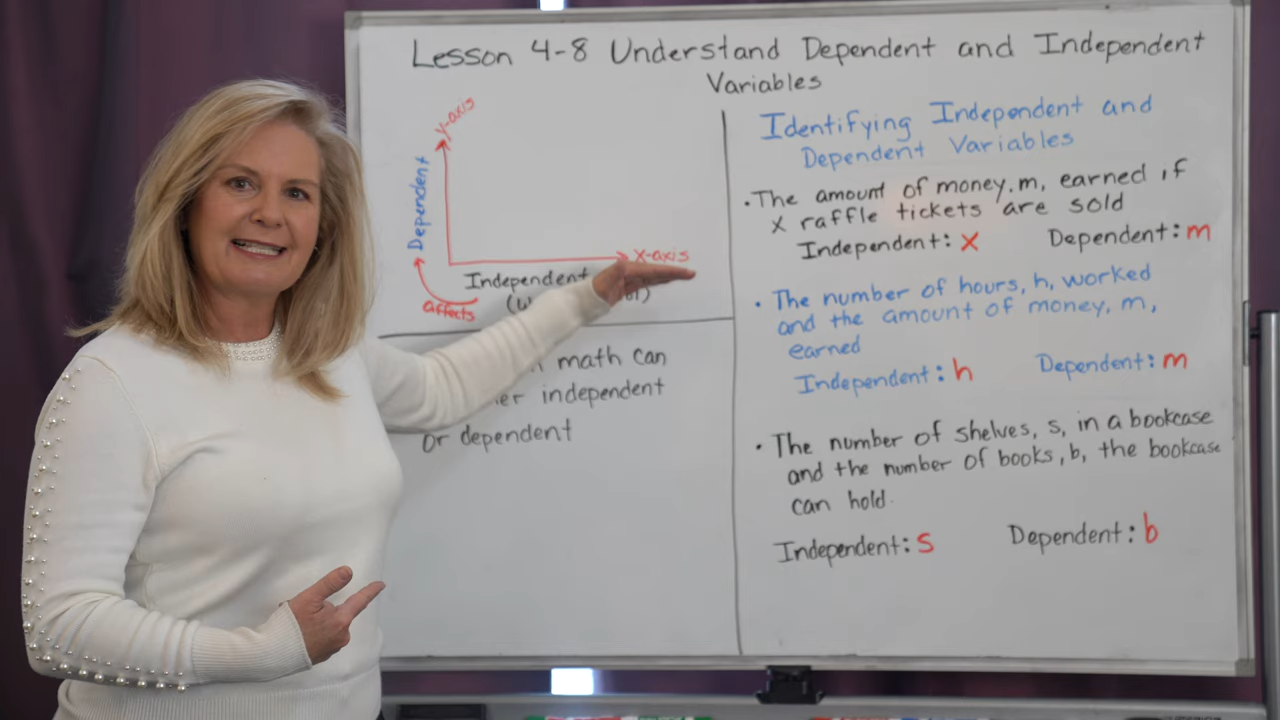 Lesson 4-8 Understand Dependent and Independent
Variables
y-axis
Dependent
x-axis
Independent
affects
math can
independent
or dependent
Identifying Independent and
Dependent Variables
• The amount of money, m, earned if
x raffle tickets are sold
Independent: x Dependent: m
• The number of hours, h, worked
and the amount of money, m,
earned
Independent: h Dependent: m
• The number of shelves, s, in a bookcase
and the number of books, b, the bookcase
can hold.
Independent: s Dependent: b